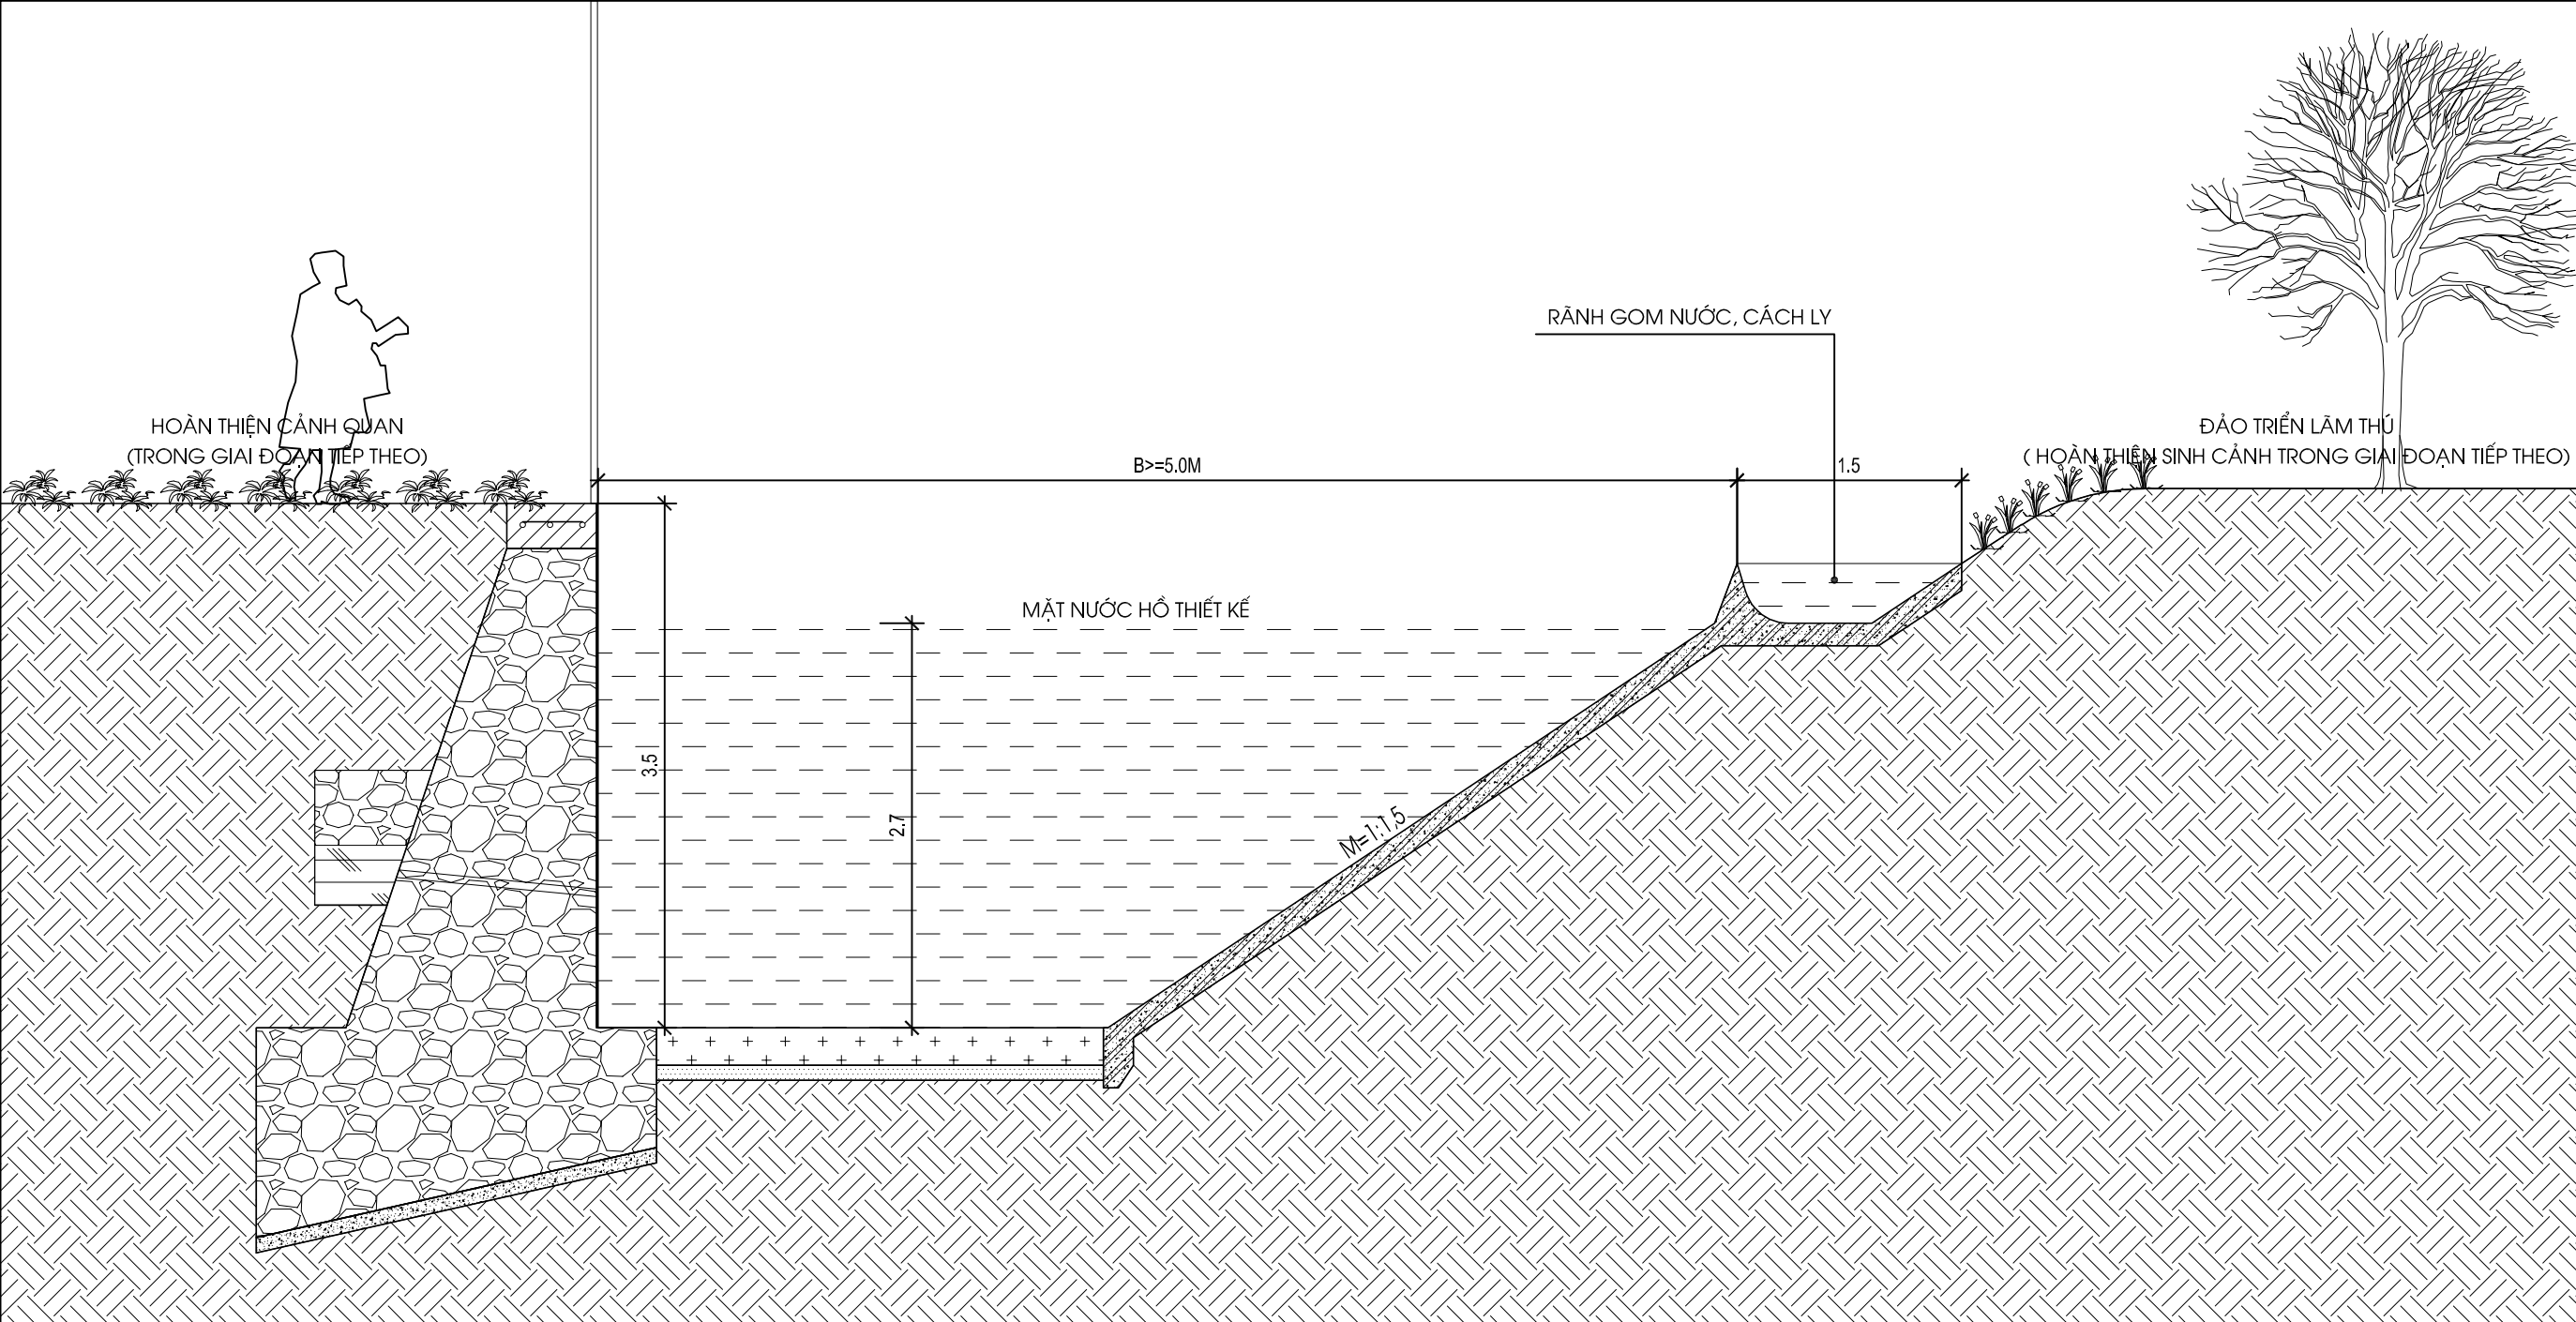 RÃNH GOM NƯỚC, CÁCH LY
HOÀN THIỆN CẢNH QUAN
(TRONG GIAI ĐOẠN TIẾP THEO)
ĐẢO TRIỂN LÃM THÚ
( HOÀN THIỆN SINH CẢNH TRONG GIAI ĐOẠN TIẾP THEO)
B>=5.0M
1.5
MẶT NƯỚC HỒ THIẾT KẾ
3.5
2.7
M=1:1,5